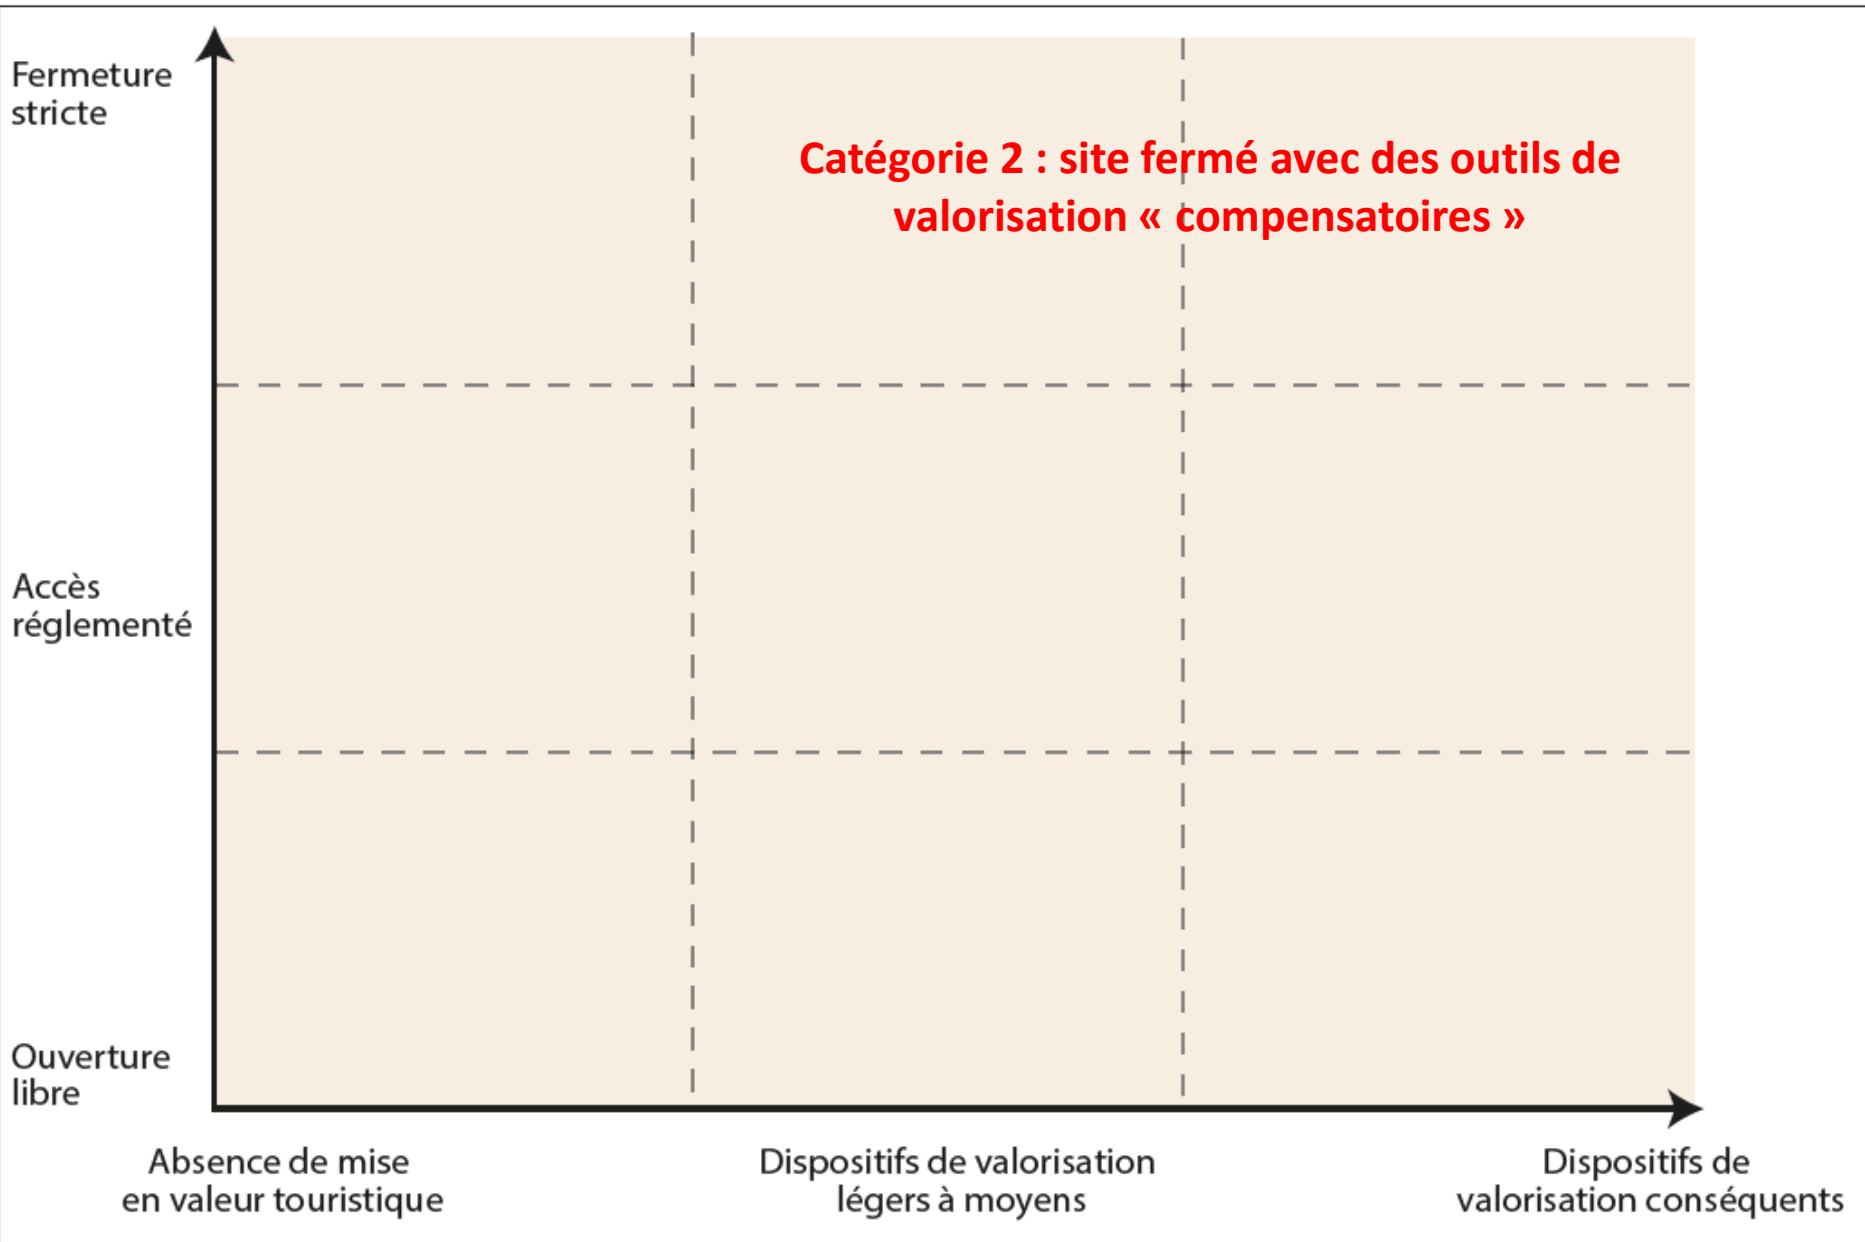 Fermeture
stricte
Catégorie 2 : site fermé avec des outils de
valorisation « compensatoires »
Accès
réglementé
Ouverture
libre
Absence de mise
en valeur touristique
Dispositifs de valorisation
légers à moyens
Dispositifs de
valorisation conséquents